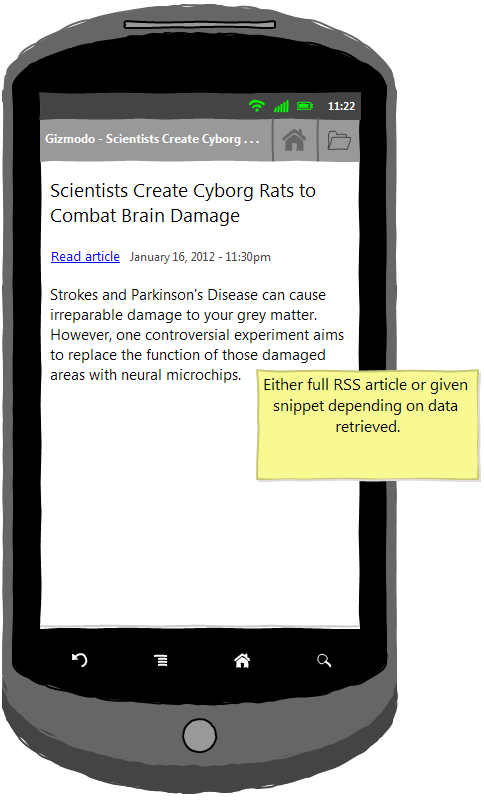 11:22
Gizmodo - Scientists Create Cyborg . . .
Scientists Create Cyborg Rats to
Combat Brain Damage
Read article January 16, 2012 - 11:30pm
Strokes and Parkinson's Disease can cause
irreparable damage to your grey matter.
However, one controversial experiment aims
to replace the function of those damaged
areas with neural microchips.
Either full RSS article or given
snippet depending on data
retrieved.